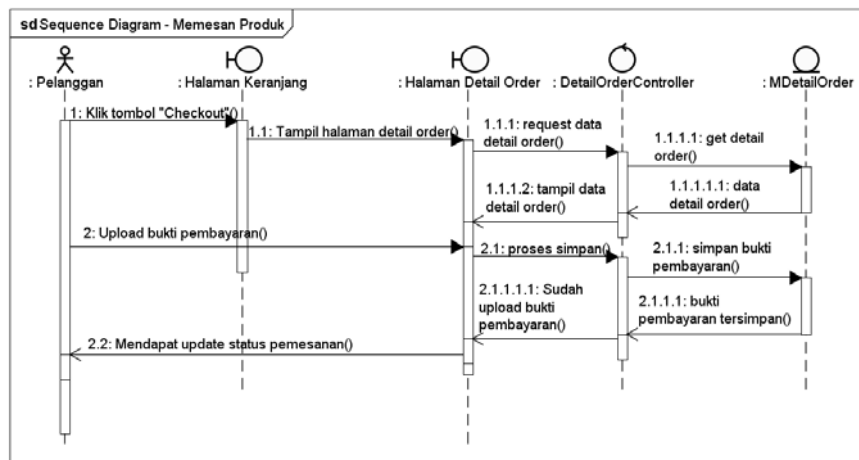 sd Sequence Diagram - Memesan Produk
: Pelanggan
: Halaman Keranjang
: Halaman Detail Order
: DetailOrderController
: MDetailOrder
1: Klik tombol "Checkout"()
1.1: Tampil halaman detail order()
1.1.1: request data
detail order()
1.1.1.1: get detail
order()
1.1.1.2: tampil data
detail order()
1.1.1.1.1: data
detail order()
2: Upload bukti pembayaran()
2.1: proses simpan()
2.1.1: simpan bukti
pembayaran()
2.1.1.1.1: Sudah
upload bukti
pembayaran()
2.1.1.1: bukti
pembayaran tersimpan()
2.2: Mendapat update status pemesanan()